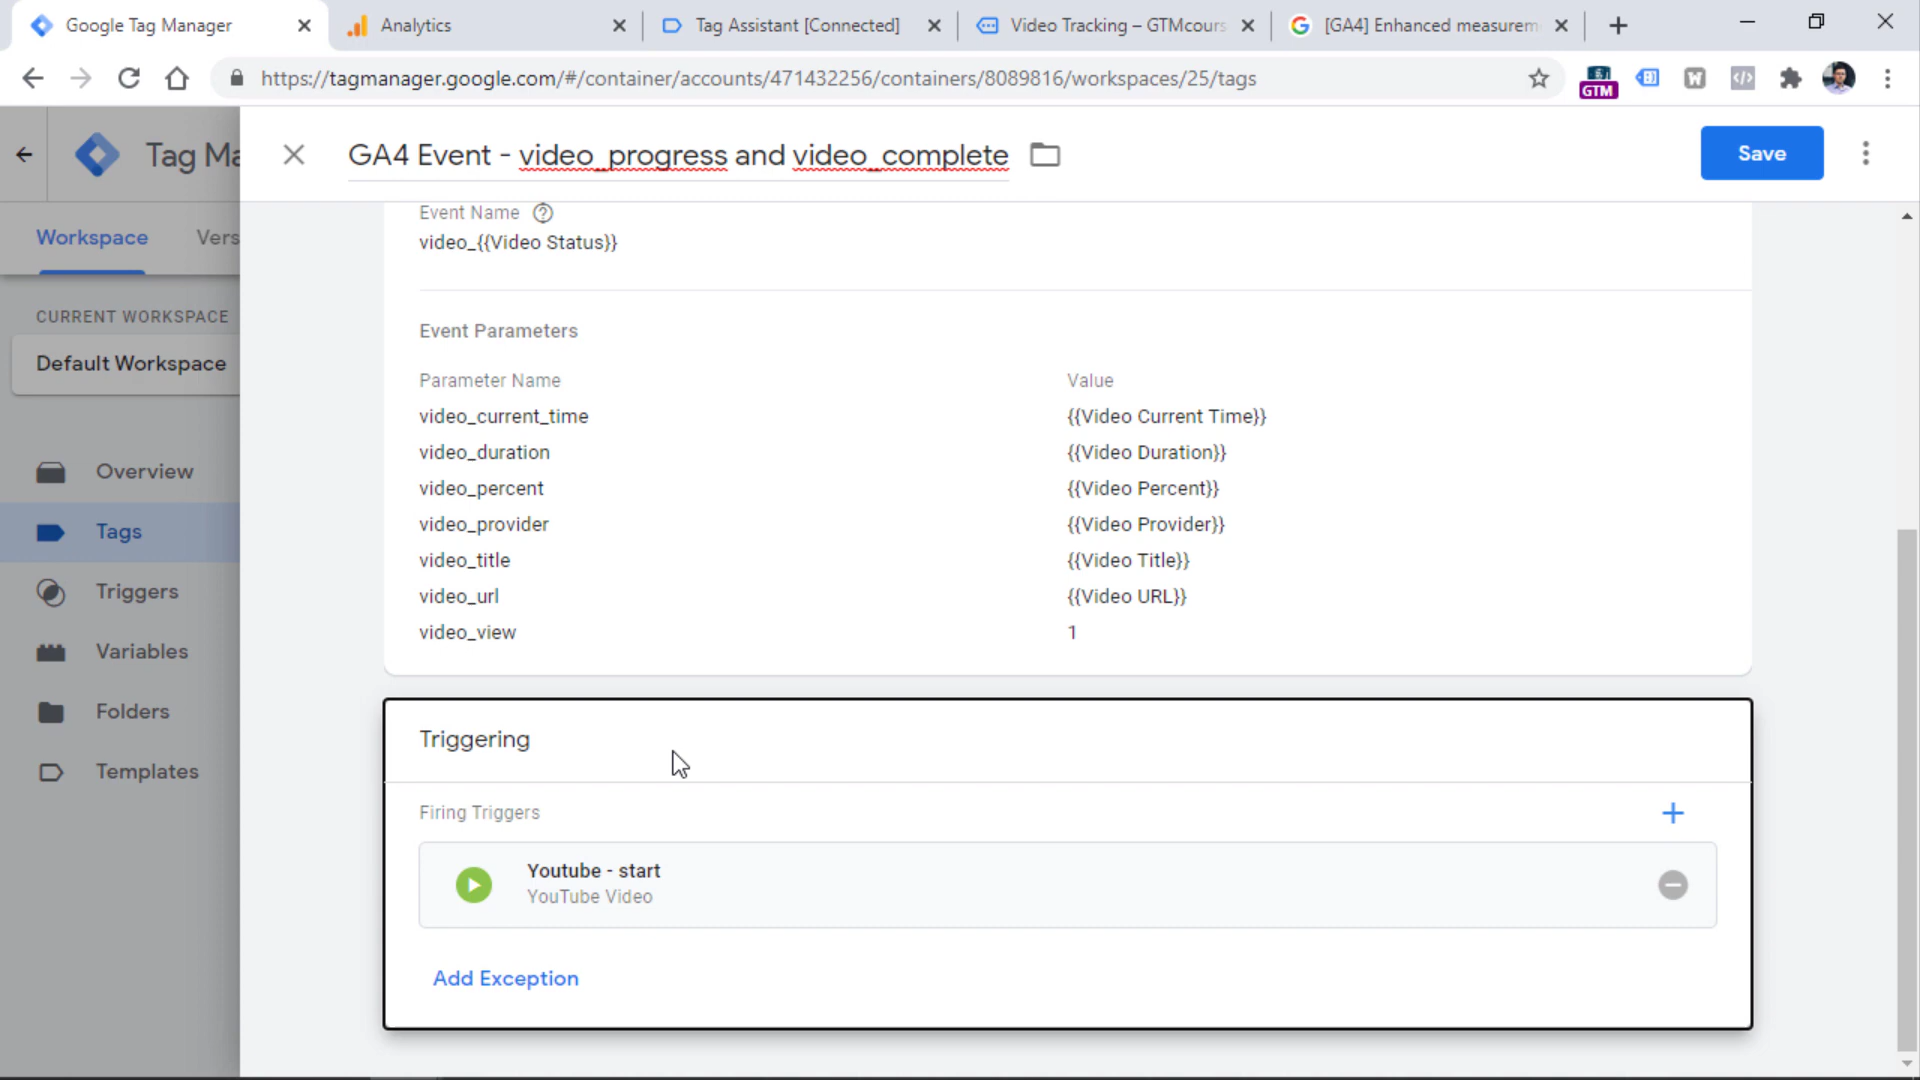 Google Tag Manager
Analytics
Tag Assistant [Connected]
Video Tracking – GTMcours
[GA4] Enhanced measurem
https://tagmanager.google.com/#/container/accounts/471432256/containers/8089816/workspaces/25/tags
GTM
Tag Ma
GA4 Event - video_progress and video_complete
Save
Workspace
Vers
CURRENT WORKSPACE
Default Workspace
Overview
Tags
Triggers
Variables
Folders
Templates
Event Name
video_{{Video Status}}
Event Parameters
Parameter Name Value
video_current_time {{Video Current Time}}
video_duration {{Video Duration}}
video_percent {{Video Percent}}
video_provider {{Video Provider}}
video_title {{Video Title}}
video_url {{Video URL}}
video_view 1
Triggering
Firing Triggers
Youtube - start
YouTube Video
Add Exception